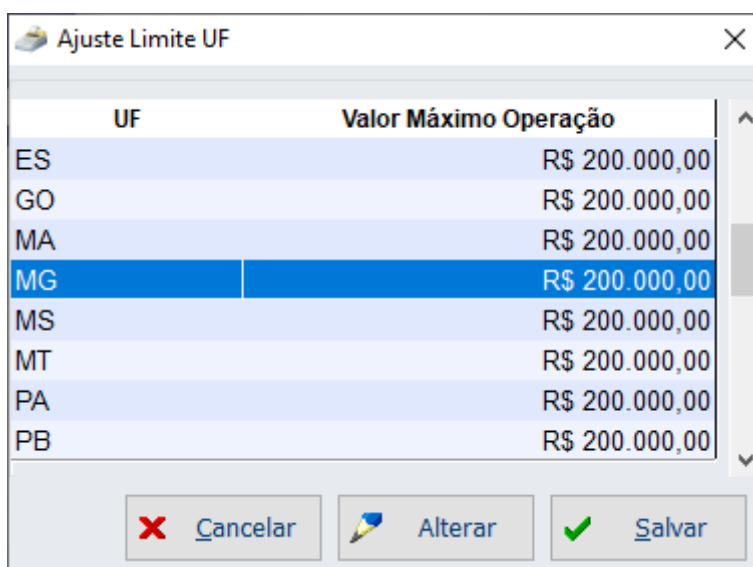 Ajuste Limite UF
UF Valor Máximo Operação
ES R$ 200.000,00
GO R$ 200.000,00
MA R$ 200.000,00
MG R$ 200.000,00
MS R$ 200.000,00
MT R$ 200.000,00
PA R$ 200.000,00
PB R$ 200.000,00
Cancelar Alterar Salvar